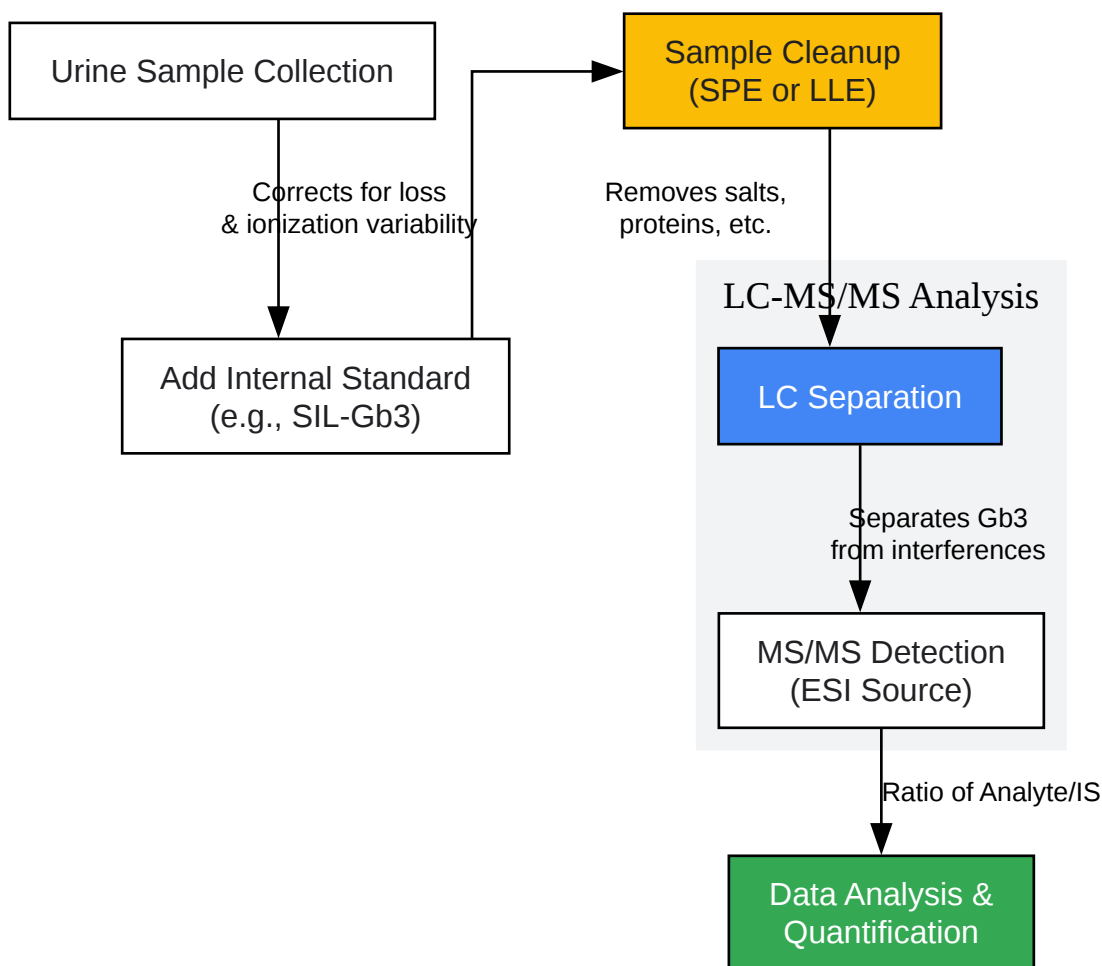 Urine Sample Collection
Corrects for loss
& ionization variability
Add Internal Standard
(e.g., SIL-Gb3)
Sample Cleanup
(SPE or LLE)
Removes salts,
proteins, etc.
LC-MS/MS Analysis
LC Separation
Separates Gb3
from interferences
MS/MS Detection
(ESI Source)
Ratio of Analyte/IS
Data Analysis &
Quantification